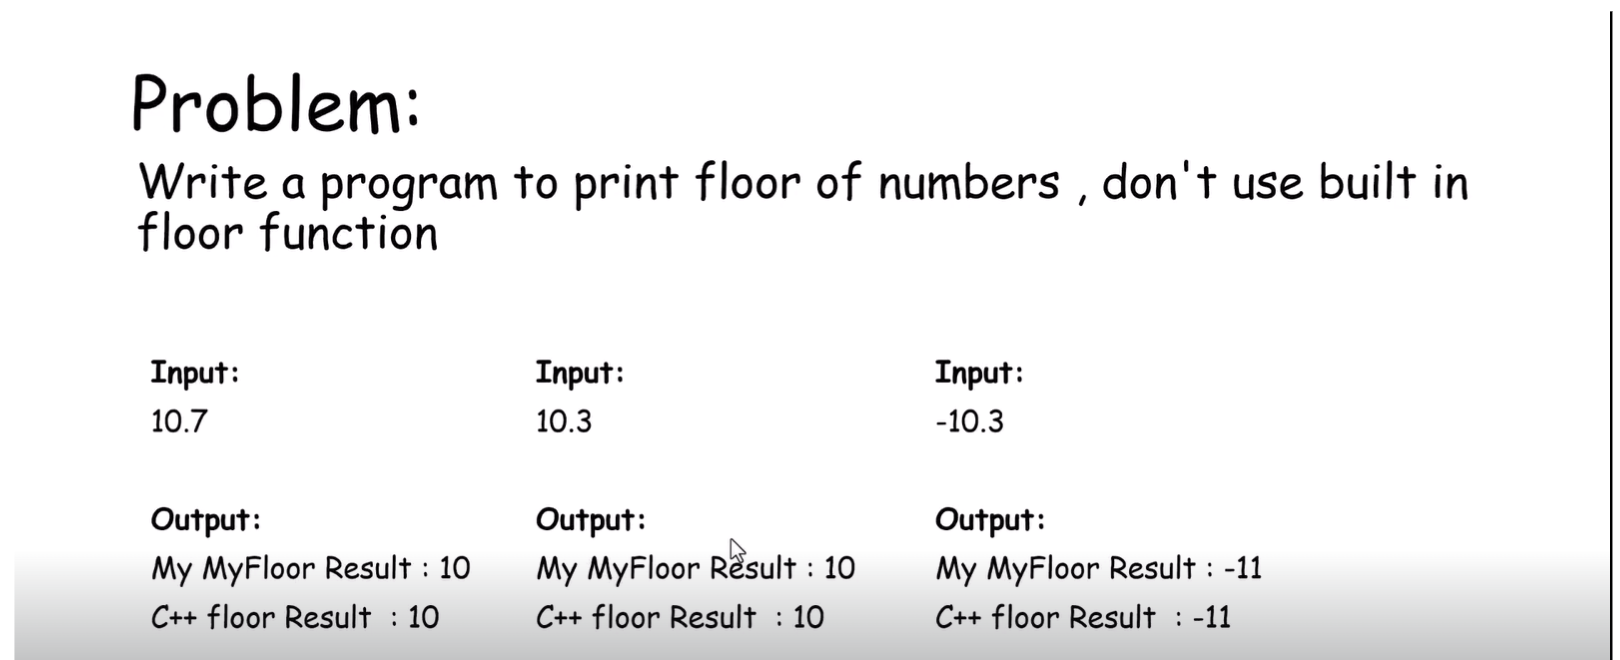 Problem:
Write a program to print floor of numbers , don't use built in
floor function
Input:
10.7
Output:
My MyFloor Result : 10
C++ floor Result : 10
Input:
10.3
Output:
My MyFloor Result : 10
C++ floor Result : 10
Input:
-10.3
Output:
My MyFloor Result : -11
C++ floor Result : -11